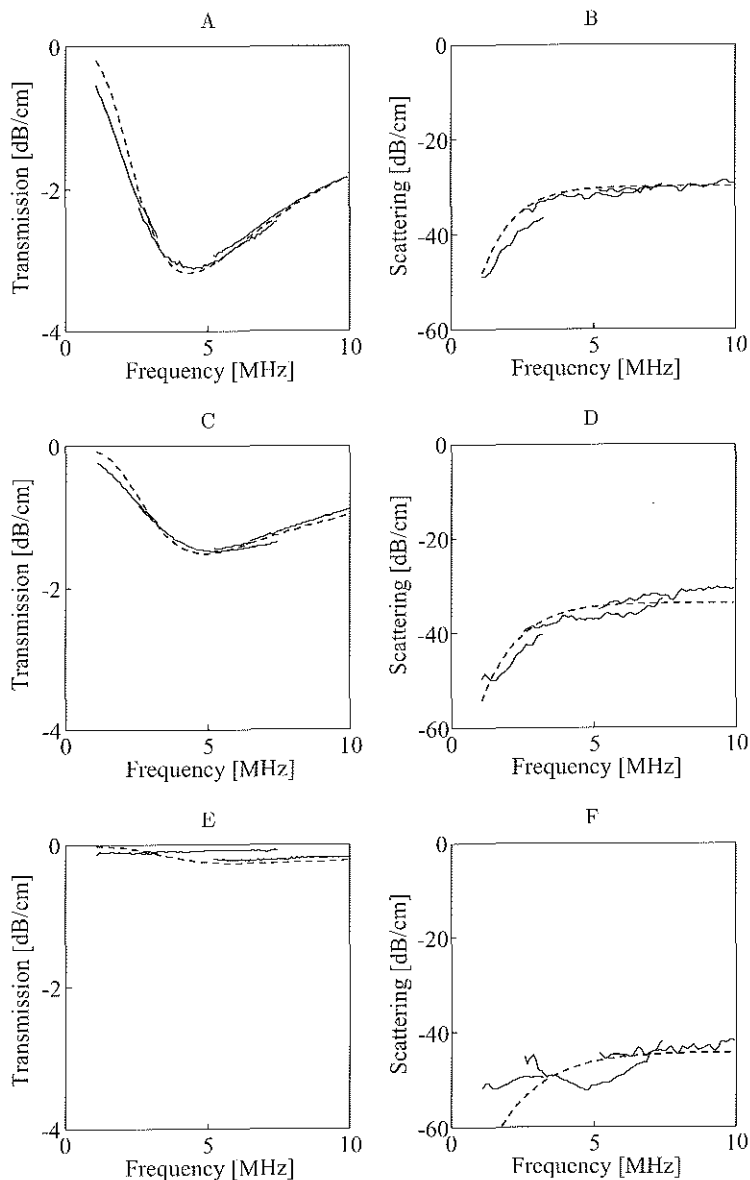 A
0
-2
-4
Transmission [dB/cm]
0 5 10
Frequency [MHz]
B
0
-20
-40
-60
Scattering [dB/cm]
0 5 10
Frequency [MHz]
C
0
-2
-4
Transmission [dB/cm]
0 5 10
Frequency [MHz]
D
0
-20
-40
-60
Scattering [dB/cm]
0 5 10
Frequency [MHz]
E
0
-2
-4
Transmission [dB/cm]
0 5 10
Frequency [MHz]
F
0
-20
-40
-60
Scattering [dB/cm]
0 5 10
Frequency [MHz]